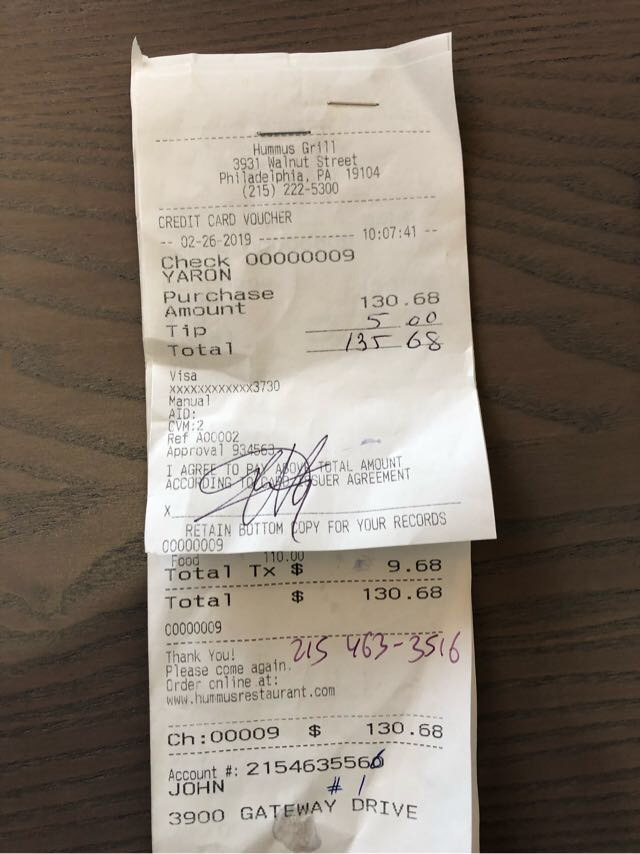 Hummus Grill
3931 Walnut Street
Philadelphia, PA 19104
(215) 222-5300
CREDIT CARD VOUCHER
-- 02-26-2019 -------------- 10:07:41 --
Check 00000009
YARON
Purchase
Amount 130.68
Tip 5 00
Total 135 68
Visa
xxxxxxxxxxxx3730
Manual
AID:
CVM:2
Ref A00002
Approval 934563
I AGREE TO PAY ABOVE TOTAL AMOUNT
ACCORDING TO CARD ISSUER AGREEMENT
X
RETAIN BOTTOM COPY FOR YOUR RECORDS
00000009
Food 110.00
Total Tx $ 9.68
Total $ 130.68
00000009
Thank You! 215 463-3516
Please come again.
Order online at:
www.hummusrestaurant.com
Ch:00009 $ 130.68
Account #: 2154635566
JOHN # 1
3900 GATEWAY DRIVE